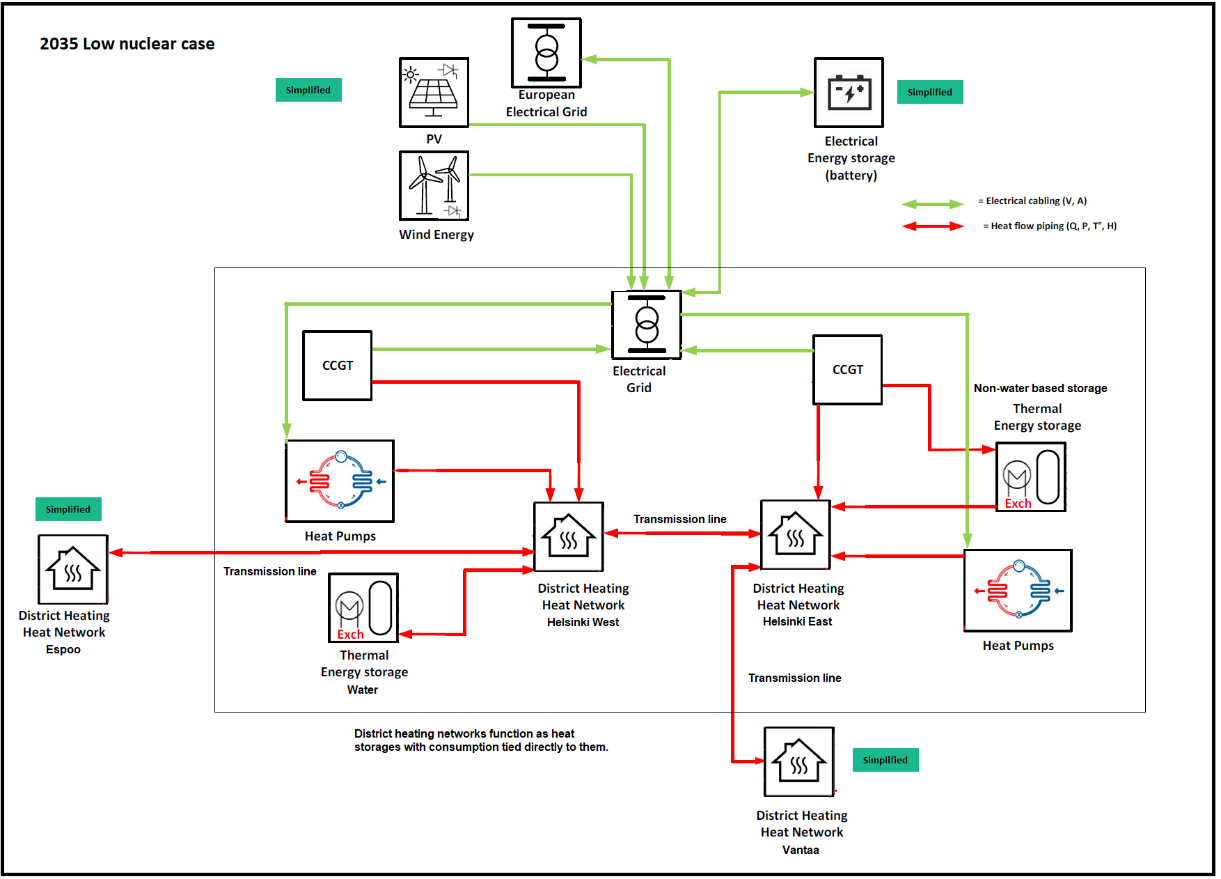 2035 Low nuclear case
Simplified
PV
European
Electrical Grid
Wind Energy
Electrical
Energy storage
(battery)
Simplified
= Electrical cabling (V, A)
= Heat flow piping (Q, P, T°, H)
CCGT
Electrical
Grid
CCGT
Non-water based storage
Thermal
Energy storage
Exch
Heat Pumps
Simplified
District Heating
Heat Network
Espoo
Transmission line
Exch
Thermal
Energy storage
Water
District Heating
Heat Network
Helsinki West
Transmission line
District Heating
Heat Network
Helsinki East
Heat Pumps
Transmission line
District heating networks function as heat
storages with consumption tied directly to them.
Simplified
District Heating
Heat Network
Vantaa